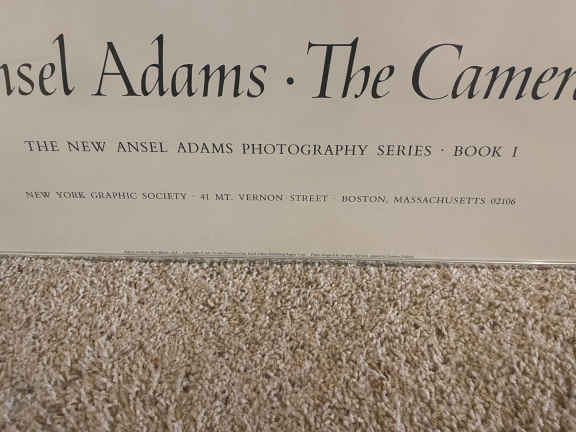 nsel Adams · The Camer
THE NEW ANSEL ADAMS PHOTOGRAPHY SERIES · BOOK 1
NEW YORK GRAPHIC SOCIETY · 41 MT. VERNON STREET · BOSTON, MASSACHUSETTS 02106